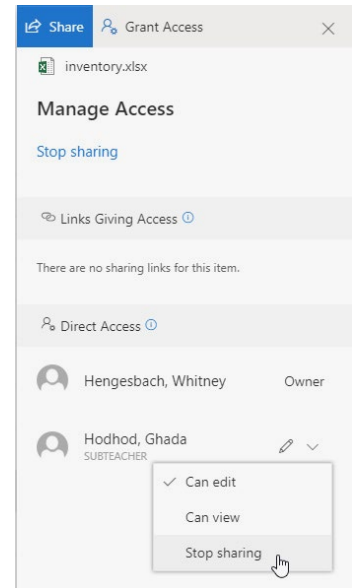 Share Grant Access
inventory.xlsx
Manage Access
Stop sharing
Links Giving Access
There are no sharing links for this item.
Direct Access
Hengesbach, Whitney Owner
Hodhod, Ghada
SUBTEACHER
Can edit
Can view
Stop sharing